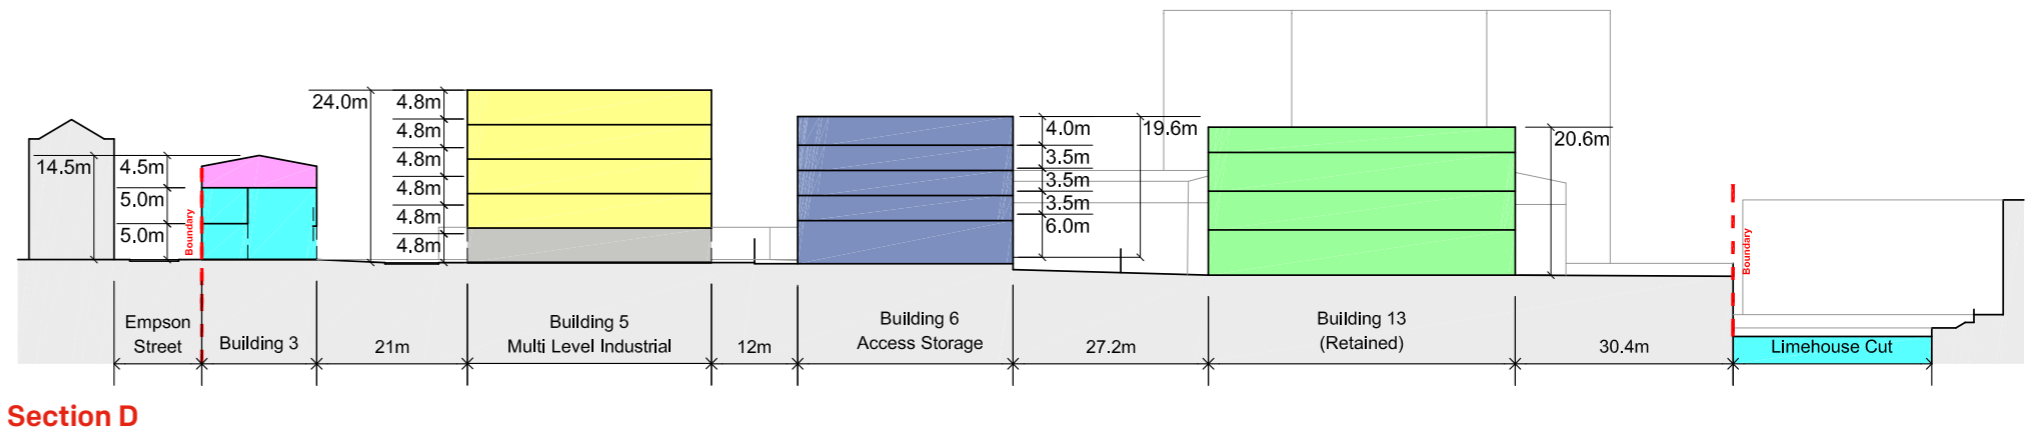 14.5m
4.5m
5.0m
5.0m
Boundary
24.0m
4.8m
4.8m
4.8m
4.8m
4.8m
4.8m
4.0m
3.5m
3.5m
3.5m
6.0m
19.6m
20.6m
Boundary
Empson
Street
Building 3
21m
Building 5
Multi Level Industrial
12m
Building 6
Access Storage
27.2m
Building 13
(Retained)
30.4m
Limehouse Cut
Section D